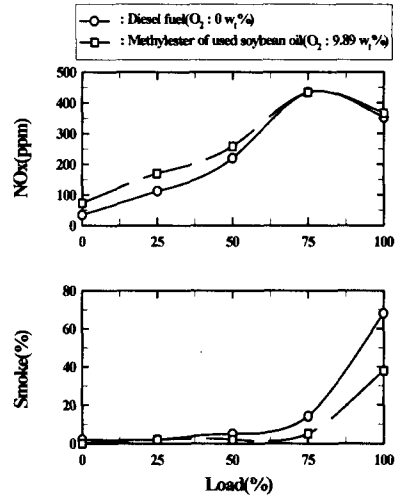 : Diesel fuel(O2 : 0 wt%)
: Methylester of used soybean oil(O2 : 9.89 wt%)
500
400
300
200
100
0
NOx(ppm)
0 25 50 75 100
80
60
40
20
0
Smoke(%)
0 25 50 75 100
Load(%)